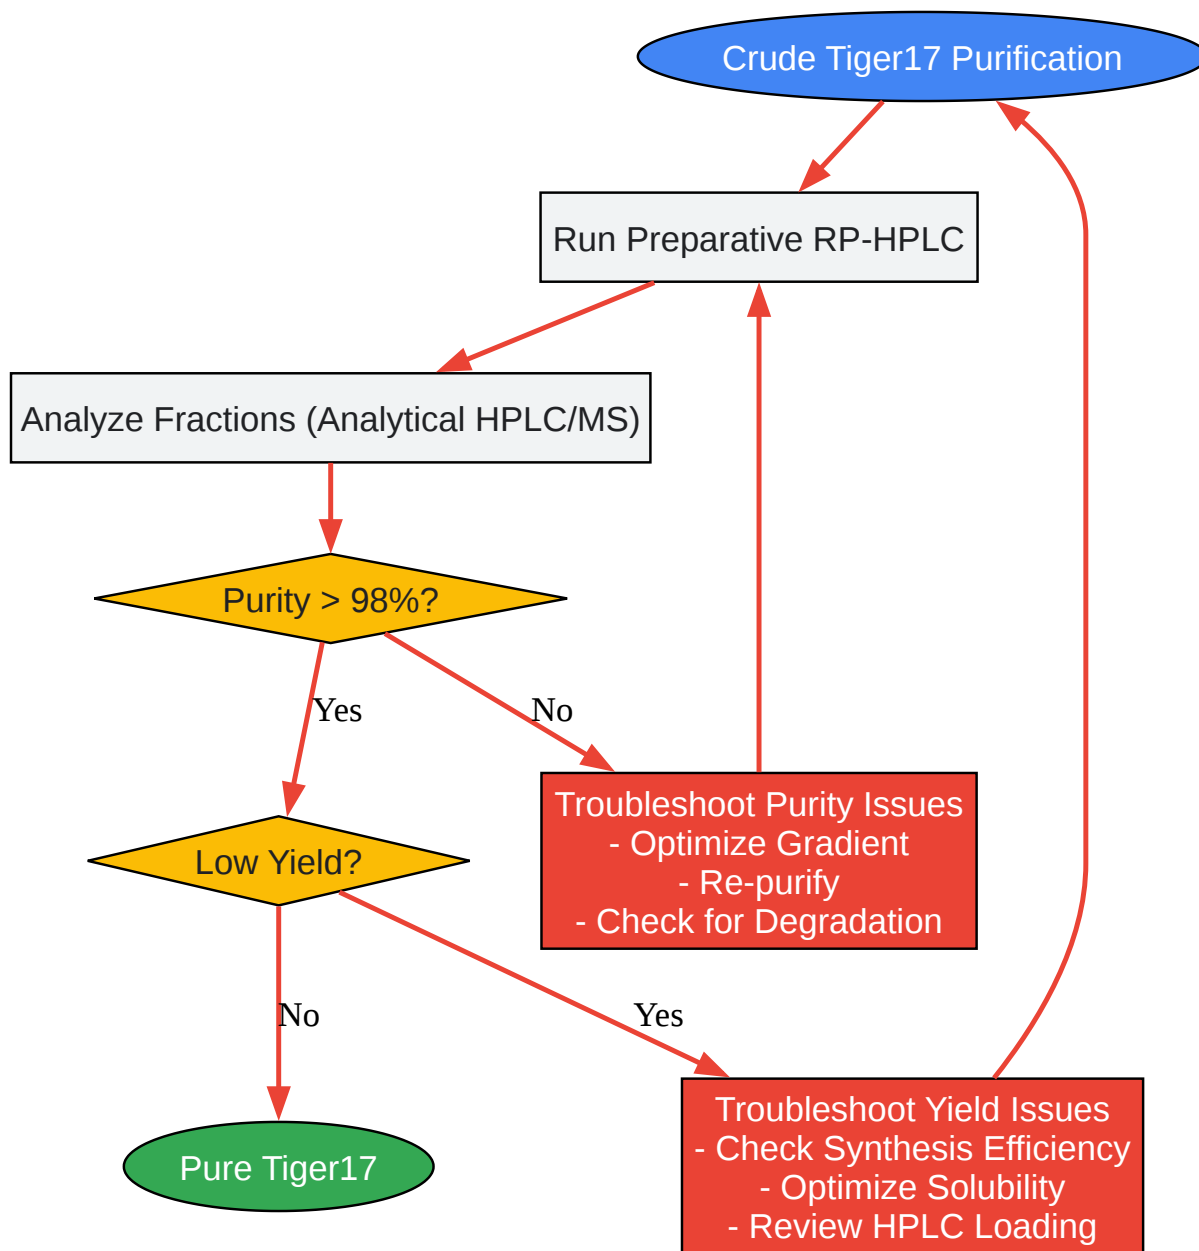 Crude Tiger17 Purification
Run Preparative RP-HPLC
Analyze Fractions (Analytical HPLC/MS)
Purity > 98%?
Yes
No
Troubleshoot Purity Issues
- Optimize Gradient
- Re-purify
- Check for Degradation
Low Yield?
No
Yes
Troubleshoot Yield Issues
- Check Synthesis Efficiency
- Optimize Solubility
- Review HPLC Loading
Pure Tiger17